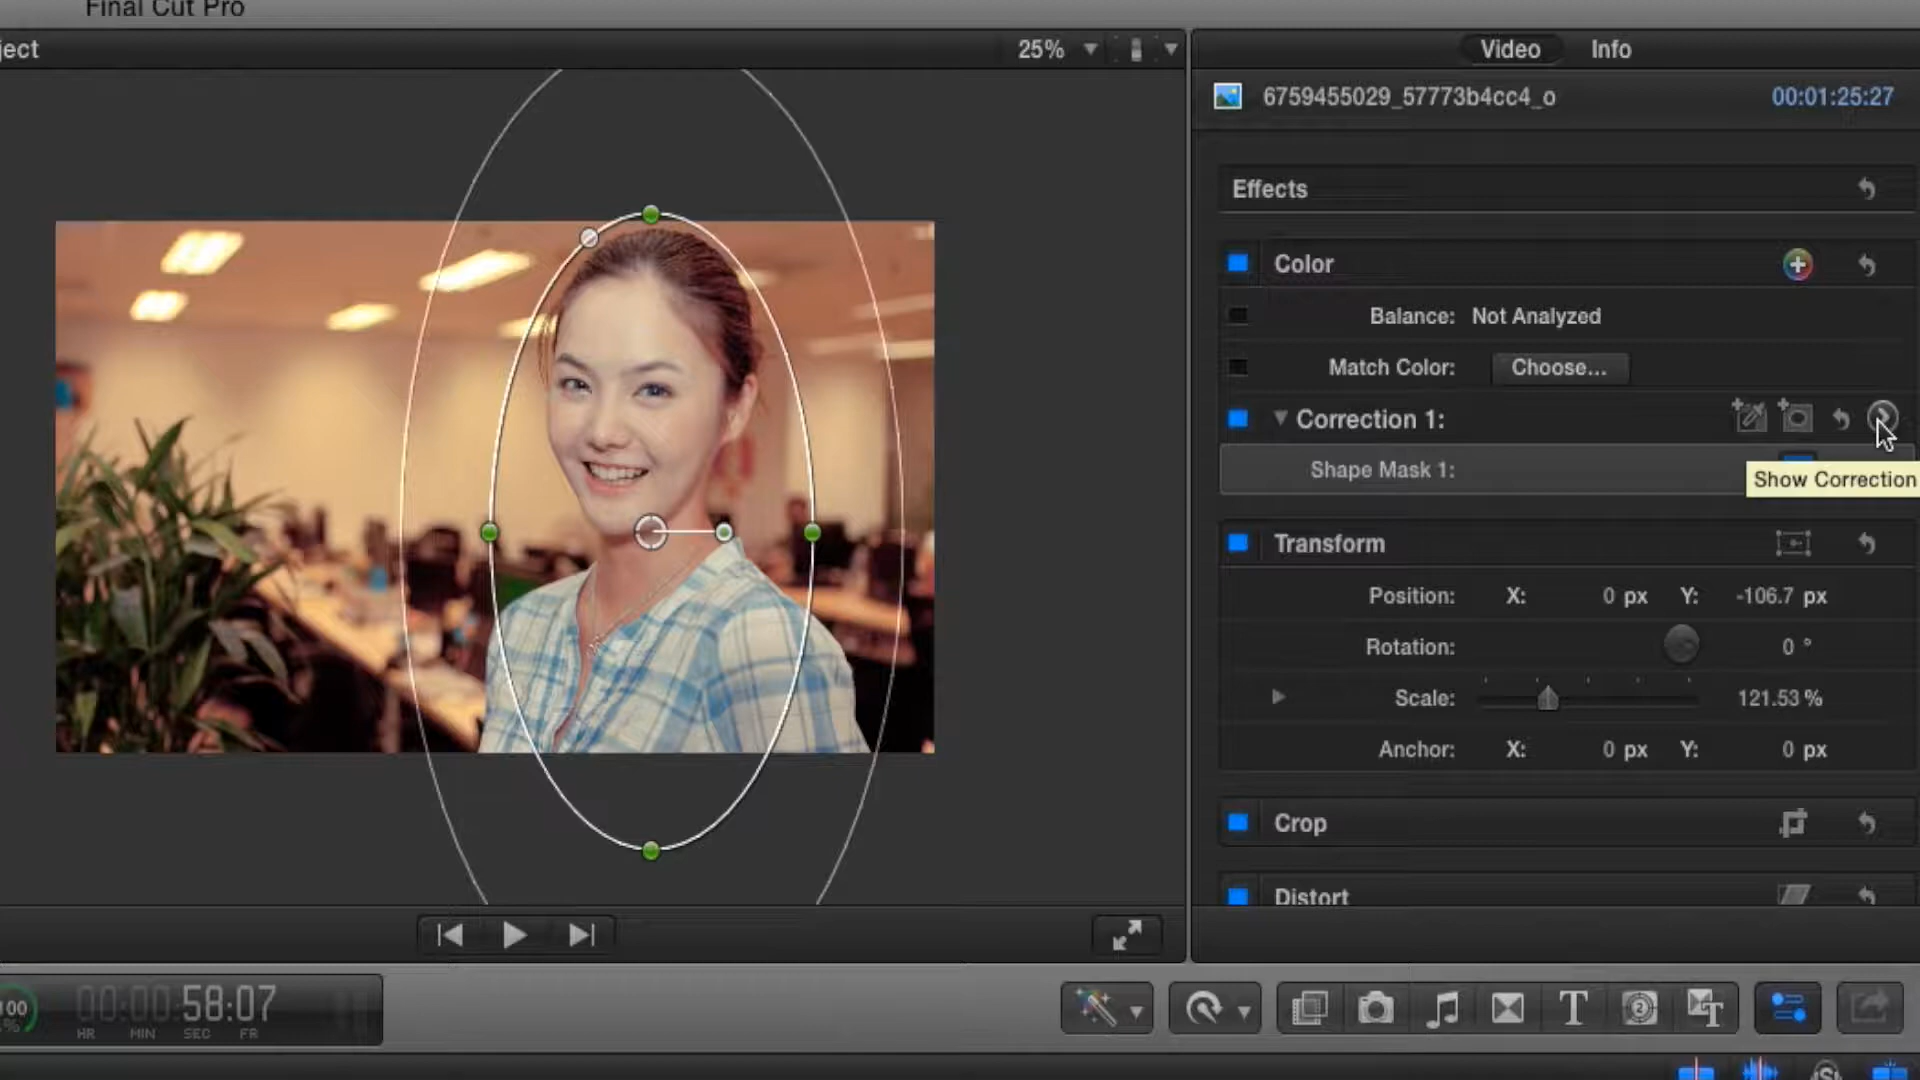 Final Cut Pro
ject
25%
Video
Info
6759455029_57773b4cc4_o
00:01:25:27
Effects
Color
Balance: Not Analyzed
Match Color: Choose...
Correction 1:
Shape Mask 1:
Show Correction
Transform
Position: X: 0 px Y: -106.7 px
Rotation: 0 °
Scale: 121.53 %
Anchor: X: 0 px Y: 0 px
Crop
Distort
100
%
00:00:58:07
HR MIN SEC FR